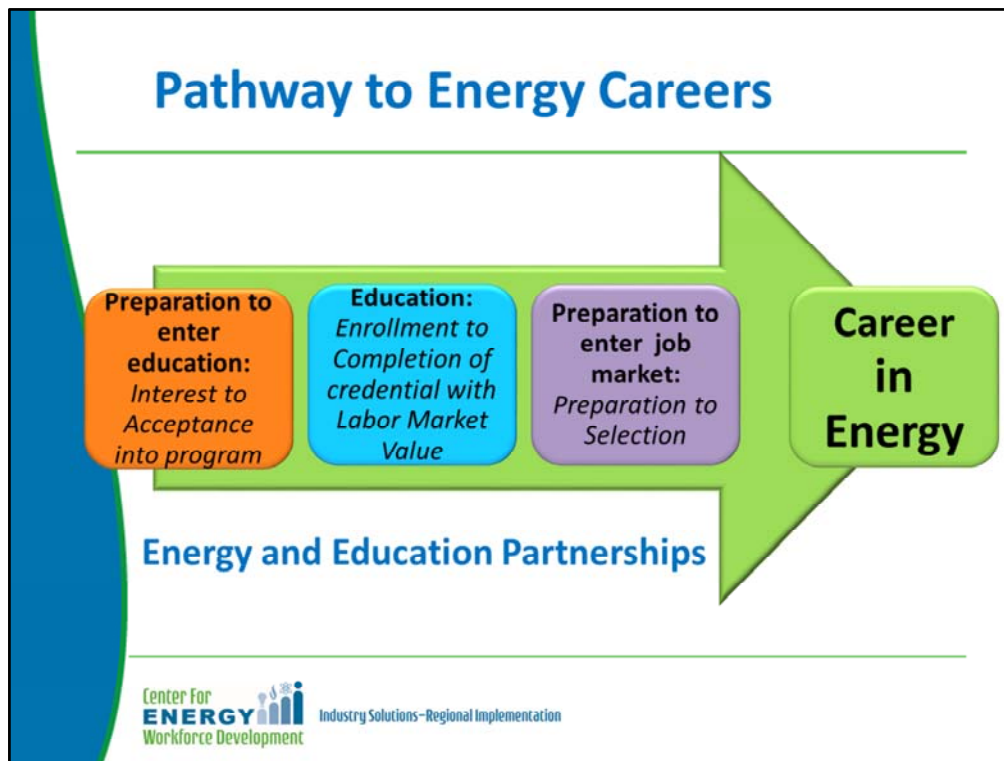 Pathway to Energy Careers
Preparation to
enter
education:
Interest to
Acceptance
into program
Education:
Enrollment to
Completion of
credential with
Labor Market
Value
Preparation to
enter job
market:
Preparation to
Selection
Career
in
Energy
Energy and Education Partnerships
Center For
ENERGY
Workforce Development
Industry Solutions–Regional Implementation